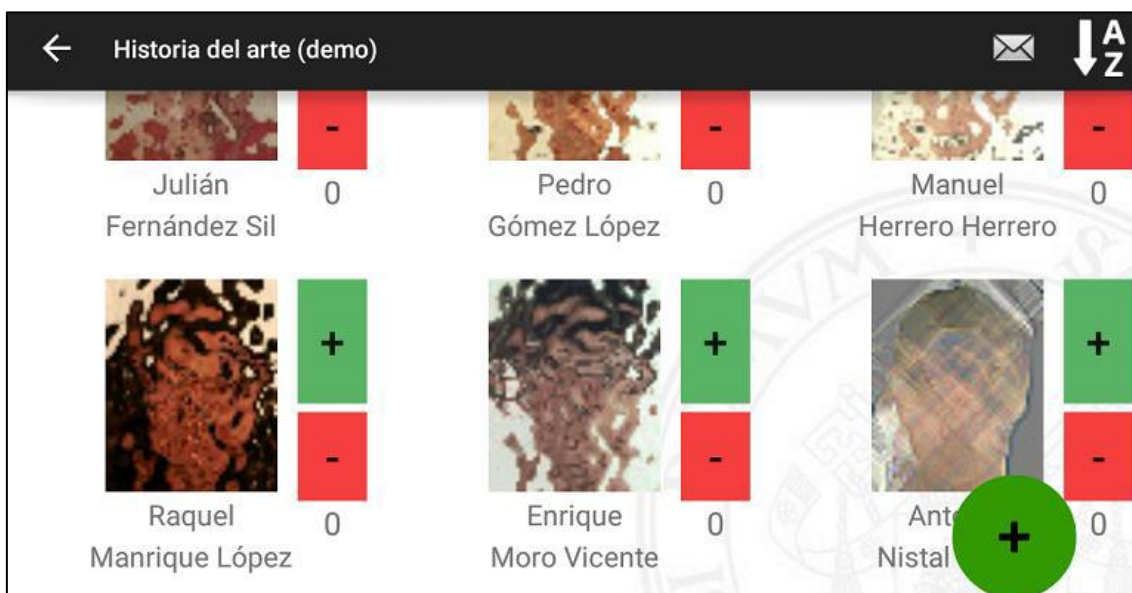 Historia del arte (demo)
A
Z
- - -
Julián Pedro Manuel
0 0 0
Fernández Sil Gómez López Herrero Herrero
+ + +
- - -
Raquel Enrique
0 0 0
Manrique López Moro Vicente Nistal
+